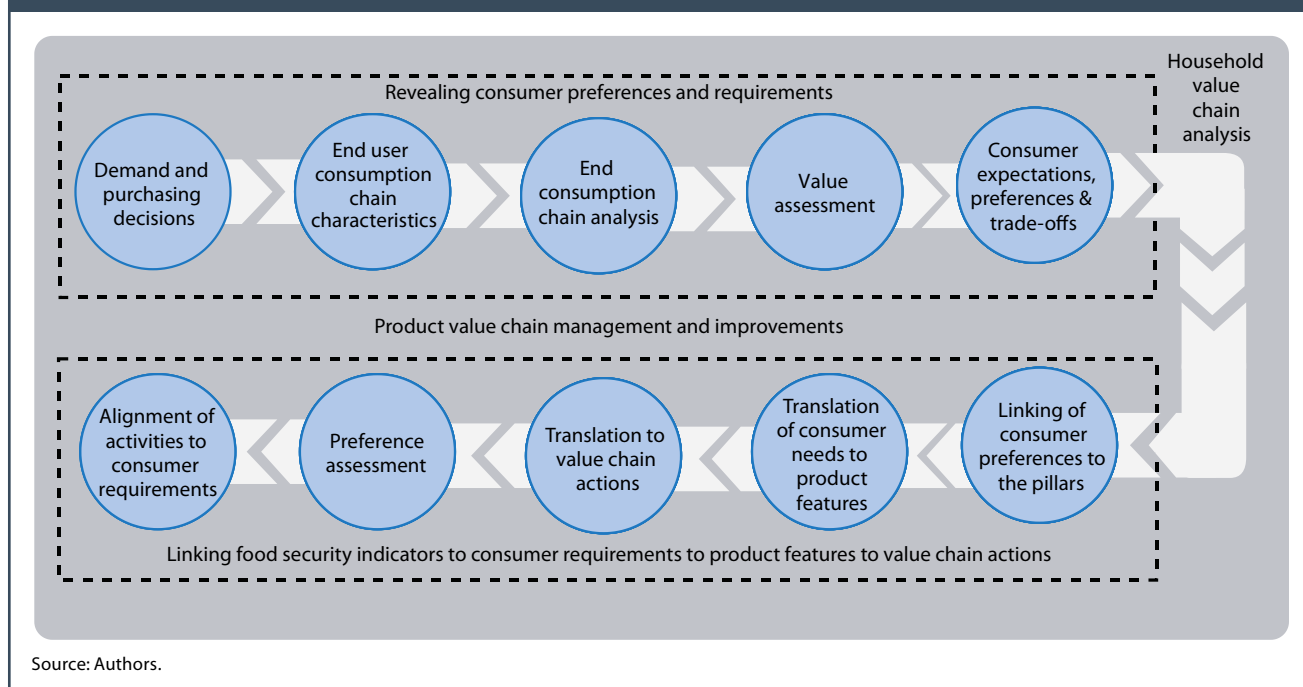 Household
value
chain
analysis
Revealing consumer preferences and requirements
Demand and
purchasing
decisions
End user
consumption
chain
characteristics
End
consumption
chain analysis
Value
assessment
Consumer
expectations,
preferences &
trade-offs
Product value chain management and improvements
Alignment of
activities to
consumer
requirements
Preference
assessment
Translation to
value chain
actions
Translation
of consumer
needs to
product
features
Linking of
consumer
preferences to
the pillars
Linking food security indicators to consumer requirements to product features to value chain actions
Source: Authors.